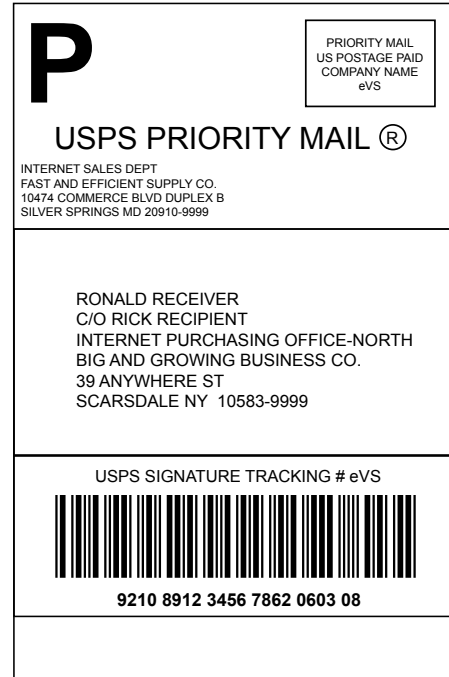 P
PRIORITY MAIL
US POSTAGE PAID
COMPANY NAME
eVS
USPS PRIORITY MAIL ®
INTERNET SALES DEPT
FAST AND EFFICIENT SUPPLY CO.
10474 COMMERCE BLVD DUPLEX B
SILVER SPRINGS MD 20910-9999
RONALD RECEIVER
C/O RICK RECIPIENT
INTERNET PURCHASING OFFICE-NORTH
BIG AND GROWING BUSINESS CO.
39 ANYWHERE ST
SCARSDALE NY 10583-9999
USPS SIGNATURE TRACKING # eVS
9210 8912 3456 7862 0603 08